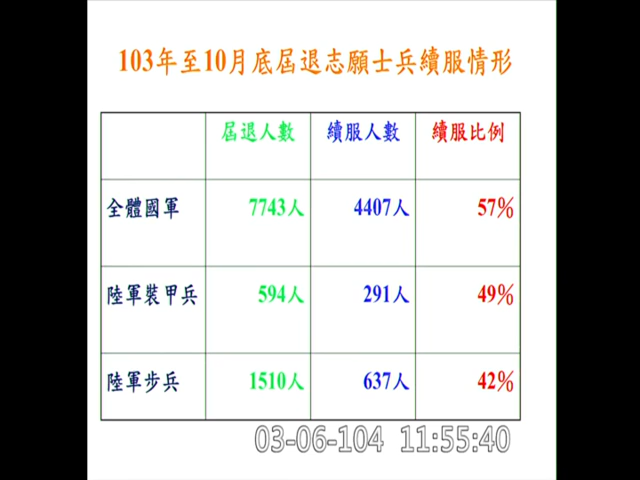 103年至10月底屆退志願士兵續服情形
屆退人數 續服人數 續服比例
全體國軍 7743人 4407人 57%
陸軍裝甲兵 594人 291人 49%
陸軍步兵 1510人 637人 42%
03-06-104 11:55:40